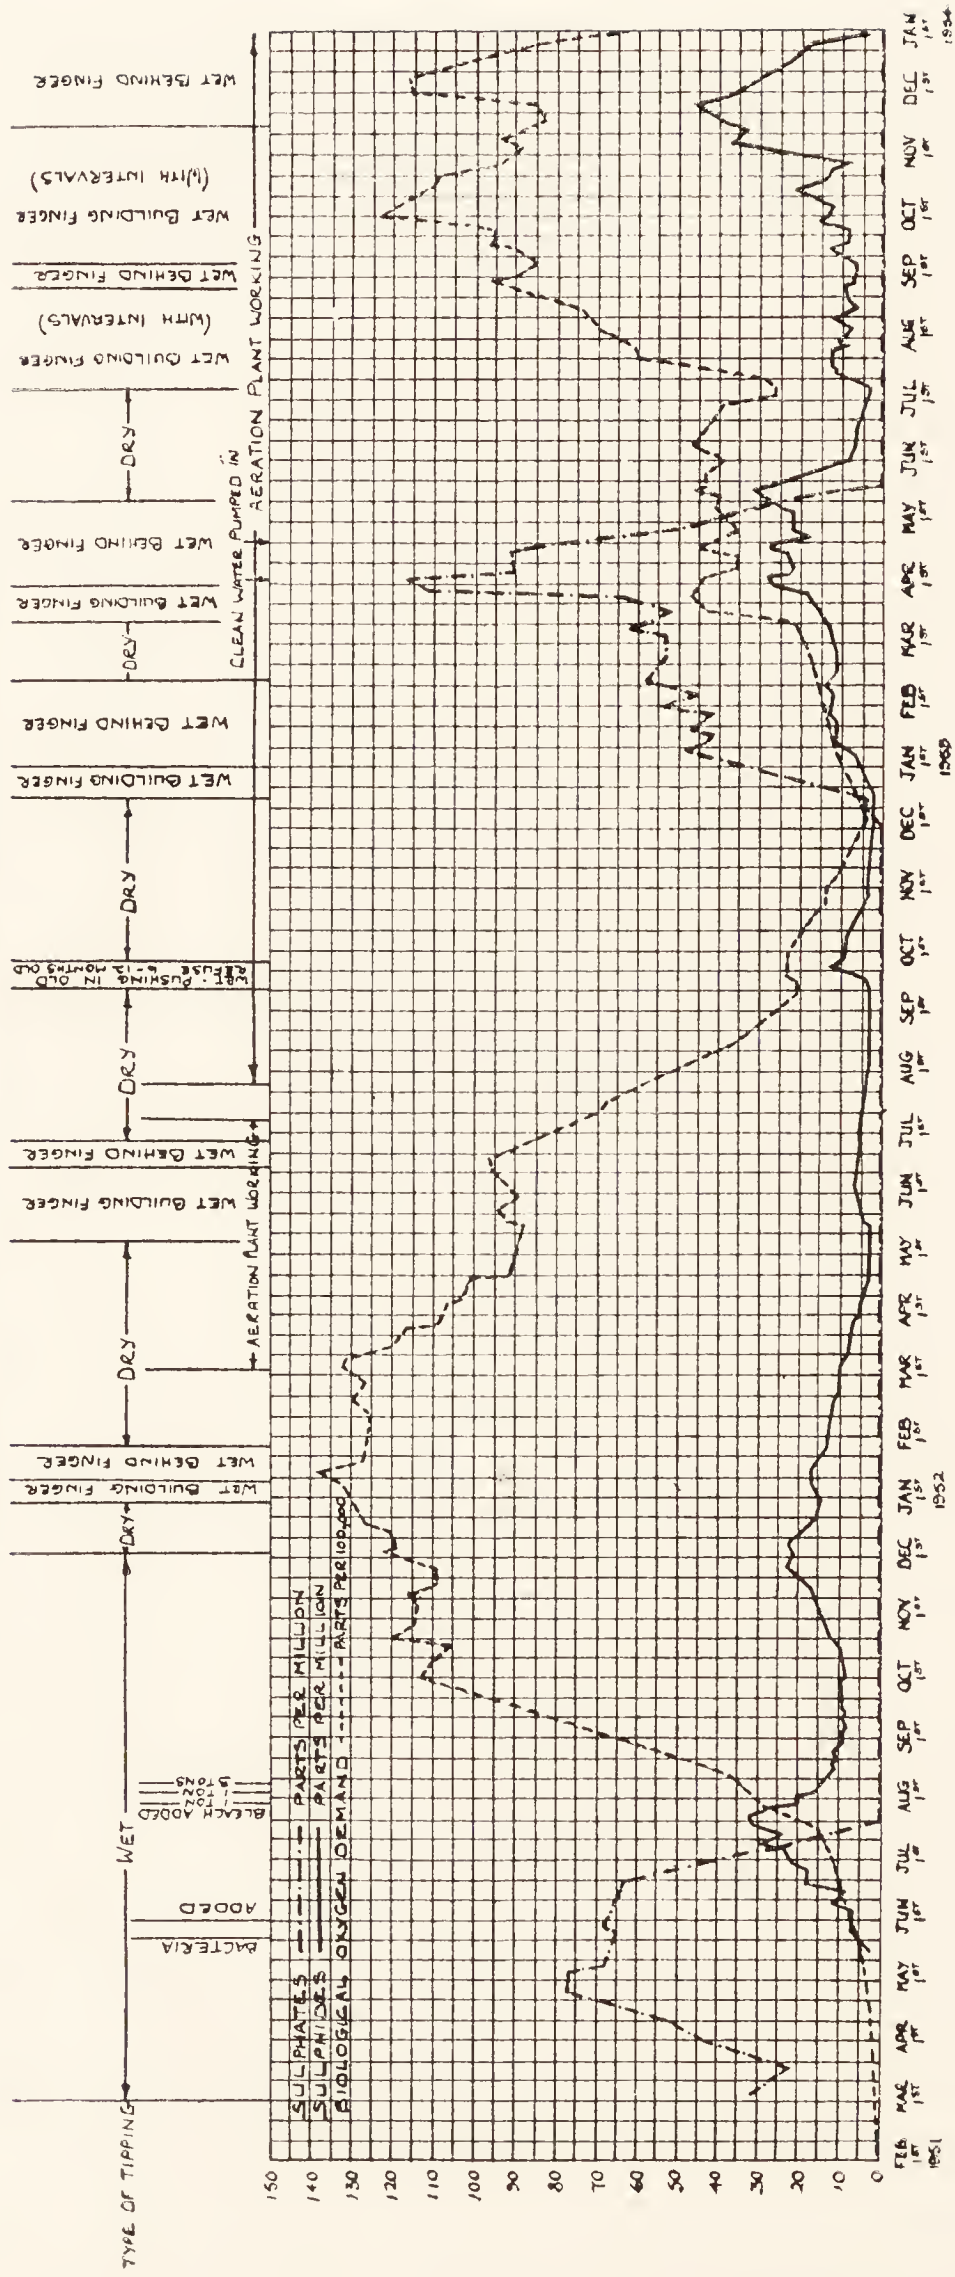 TYPE OF TIPPING
WET
DRY
WET BUILDING FINGER
WET BEHIND FINGER
DRY
WET BUILDING FINGER
WET BEHIND FINGER
DRY
WET - PUSHING IN OLD
REFUSE 6-12 MONTHS OLD
DRY
WET BUILDING FINGER
WET BEHIND FINGER
DRY
WET BUILDING FINGER
WET BEHIND FINGER
DRY
WET BUILDING FINGER
(WITH INTERVALS)
WET BEHIND FINGER
WET BUILDING FINGER
(WITH INTERVALS)
WET BEHIND FINGER
BACTERIA
ADDED
BLEACH ADDED
1 TON
1 TON
3 TONS
AERATION PLANT WORKING
CLEAN WATER PUMPED IN
AERATION PLANT WORKING
SULPHATES PARTS PER MILLION
SULPHIDES PARTS PER MILLION
BIOLOGICAL OXYGEN DEMAND PARTS PER 100,000
150
140
130
120
110
100
90
80
70
60
50
40
30
20
10
0
FEB 1ST 1951
MAR 1ST
APR 1ST
MAY 1ST
JUN 1ST
JUL 1ST
AUG 1ST
SEP 1ST
OCT 1ST
NOV 1ST
DEC 1ST
JAN 1ST 1952
FEB 1ST
MAR 1ST
APR 1ST
MAY 1ST
JUN 1ST
JUL 1ST
AUG 1ST
SEP 1ST
OCT 1ST
NOV 1ST
DEC 1ST
JAN 1ST 1953
FEB 1ST
MAR 1ST
APR 1ST
MAY 1ST
JUN 1ST
JUL 1ST
AUG 1ST
SEP 1ST
OCT 1ST
NOV 1ST
DEC 1ST
JAN 1ST 1954